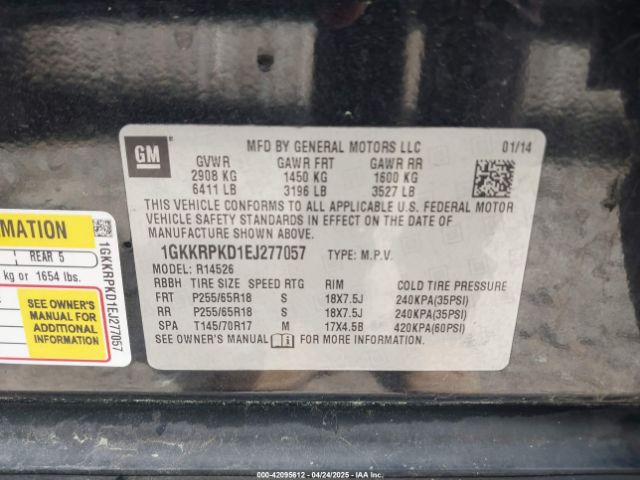 GM
MFD BY GENERAL MOTORS LLC 01/14
GVWR GAWR FRT GAWR RR
2908 KG 1450 KG 1600 KG
6411 LB 3196 LB 3527 LB
THIS VEHICLE CONFORMS TO ALL APPLICABLE U.S. FEDERAL MOTOR
VEHICLE SAFETY STANDARDS IN EFFECT ON THE DATE OF
MANUFACTURE SHOWN ABOVE.
1GKKRPKD1EJ277057 TYPE: M.P.V.
MODEL: R14526
RBBH TIRE SIZE SPEED RTG RIM COLD TIRE PRESSURE
FRT P255/65R18 S 18X7.5J 240KPA(35PSI)
RR P255/65R18 S 18X7.5J 240KPA(35PSI)
SPA T145/70R17 M 17X4.5B 420KPA(60PSI)
SEE OWNER'S MANUAL FOR MORE INFORMATION
MATION
REAR 5
kg or 1654 lbs.
SEE OWNER'S
MANUAL FOR
ADDITIONAL
INFORMATION
1GKKRPKD1EJ277057
000-42095612 - 04/24/2025 - IAAI.COM